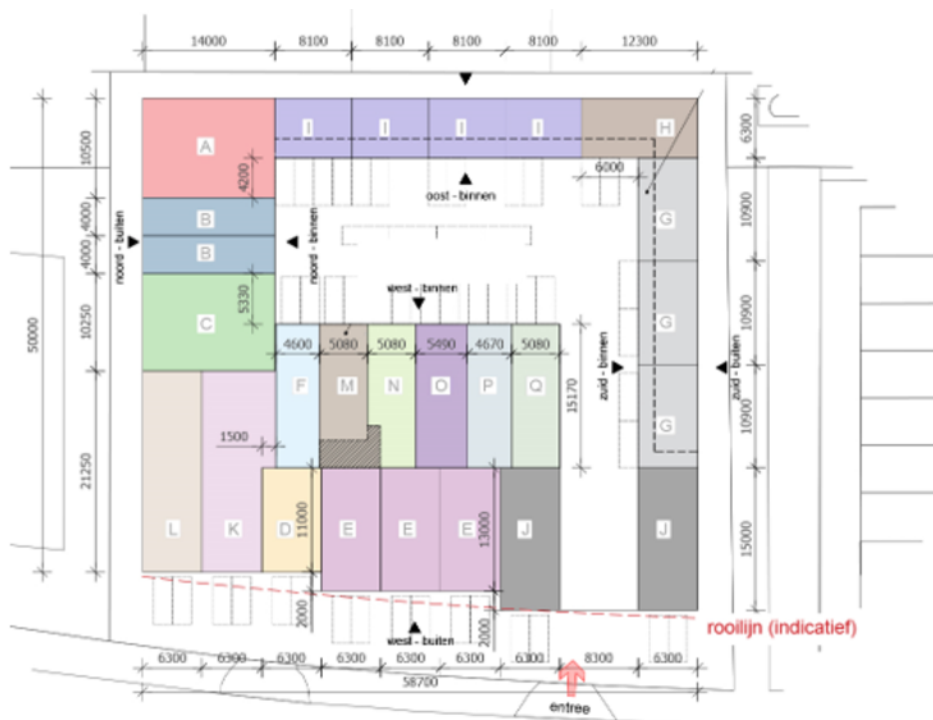 14000 8100 8100 8100 8100 12300
10500
4000
4000
10250
21250
50000
A
I I I I H
4200
6000
6300
B
B
noord - buiten
noord - binnen
oost - binnen
G
10900
C
5330
west - binnen
4600 5080 5080 5490 4670 5080
F M N O P Q
15170
G
10900
zuid - binnen
zuid - buiten
G
10900
1500
L K D E E E J J
11000
13000
15000
2000
2000
west - buiten
rooilijn (indicatief)
6300 6300 6300 6300 6300 6300 6300 8300 6300
58700
entree